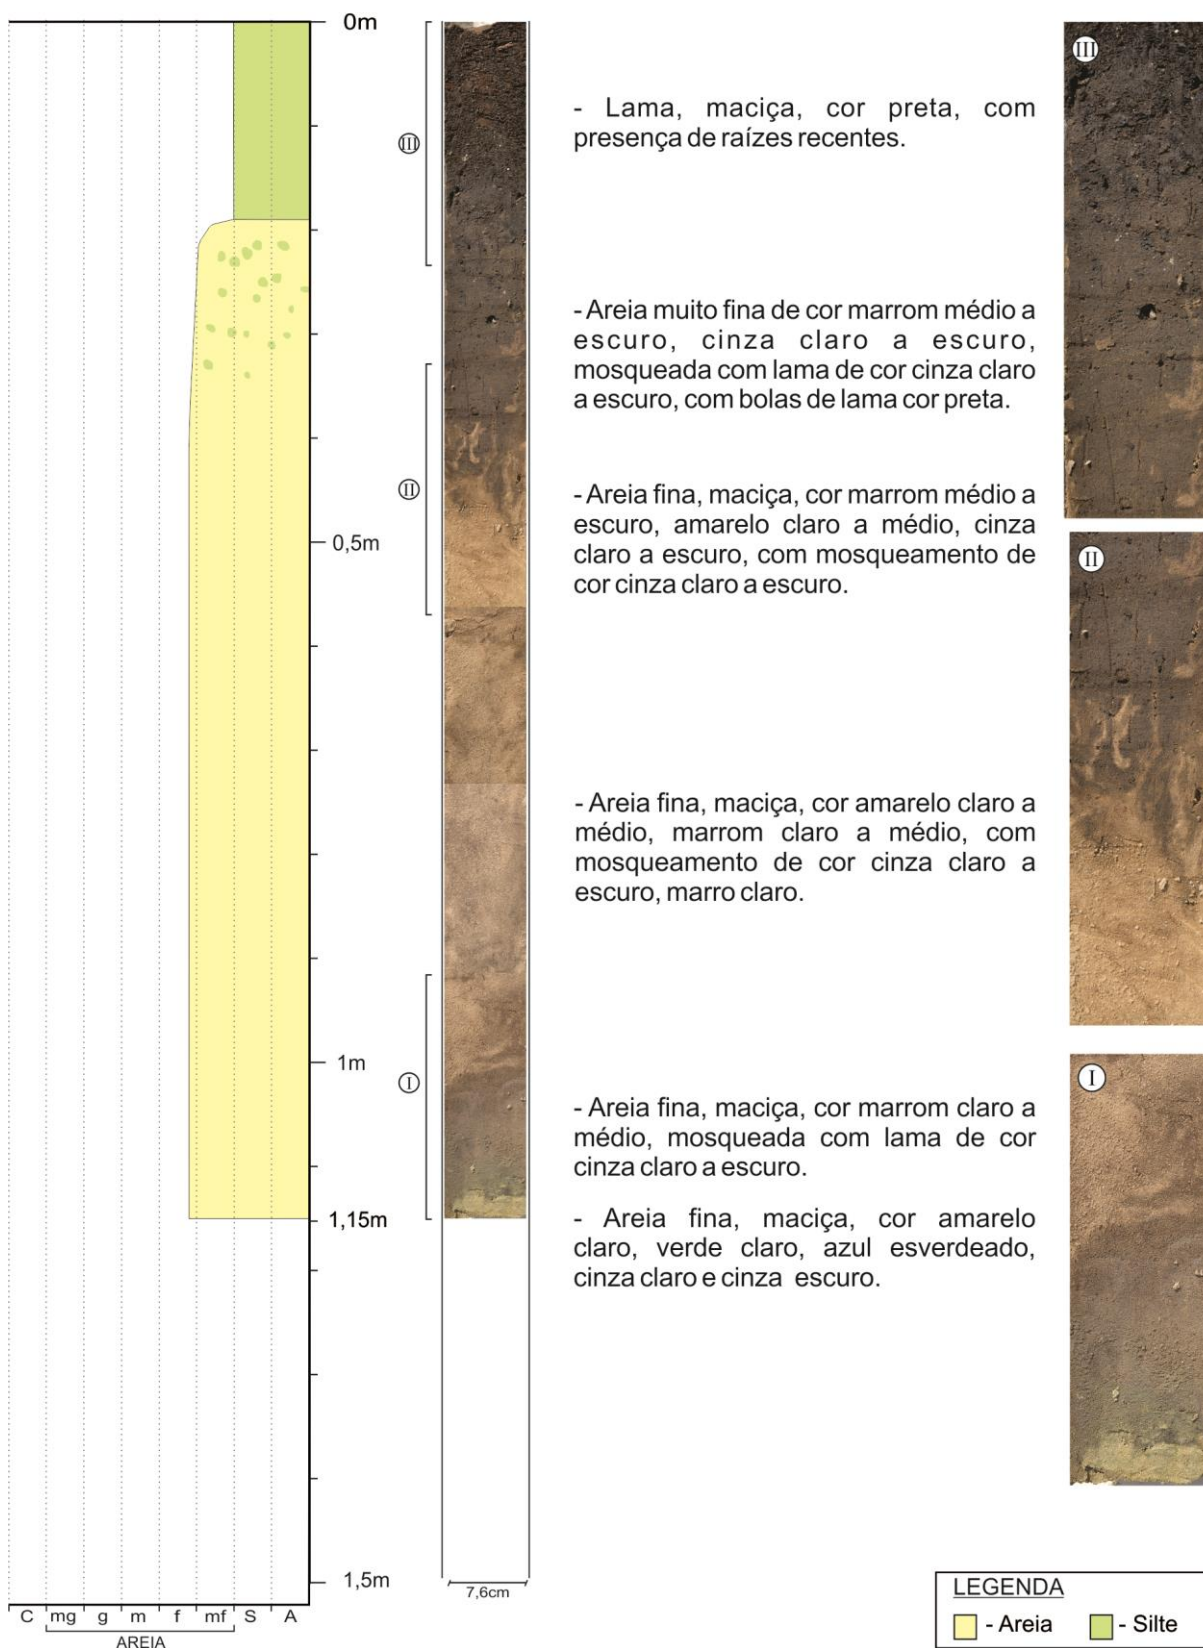 0m
III
III
- Lama, maciça, cor preta, com
presença de raízes recentes.
- Areia muito fina de cor marrom médio a
escuro, cinza claro a escuro,
mosqueada com lama de cor cinza claro
a escuro, com bolas de lama cor preta.
II
II
- Areia fina, maciça, cor marrom médio a
escuro, amarelo claro a médio, cinza
claro a escuro, com mosqueamento de
cor cinza claro a escuro.
0,5m
- Areia fina, maciça, cor amarelo claro a
médio, marrom claro a médio, com
mosqueamento de cor cinza claro a
escuro, marro claro.
1m
I
I
- Areia fina, maciça, cor marrom claro a
médio, mosqueada com lama de cor
cinza claro a escuro.
1,15m
- Areia fina, maciça, cor amarelo
claro, verde claro, azul esverdeado,
cinza claro e cinza escuro.
1,5m
7,6cm
C mg g m f mf S A
AREIA
LEGENDA
- Areia - Silte